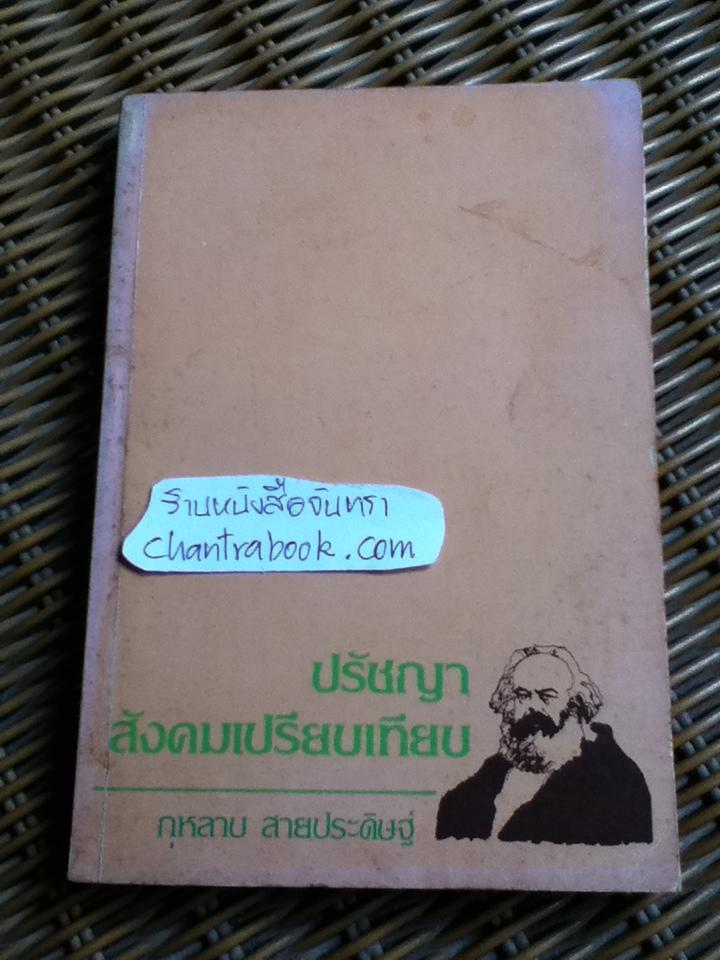 ร้านหนังสือจันทรา
chantrabook.com
ปรัชญา
สังคมเปรียบเทียบ
กุหลาบ สายประดิษฐ์